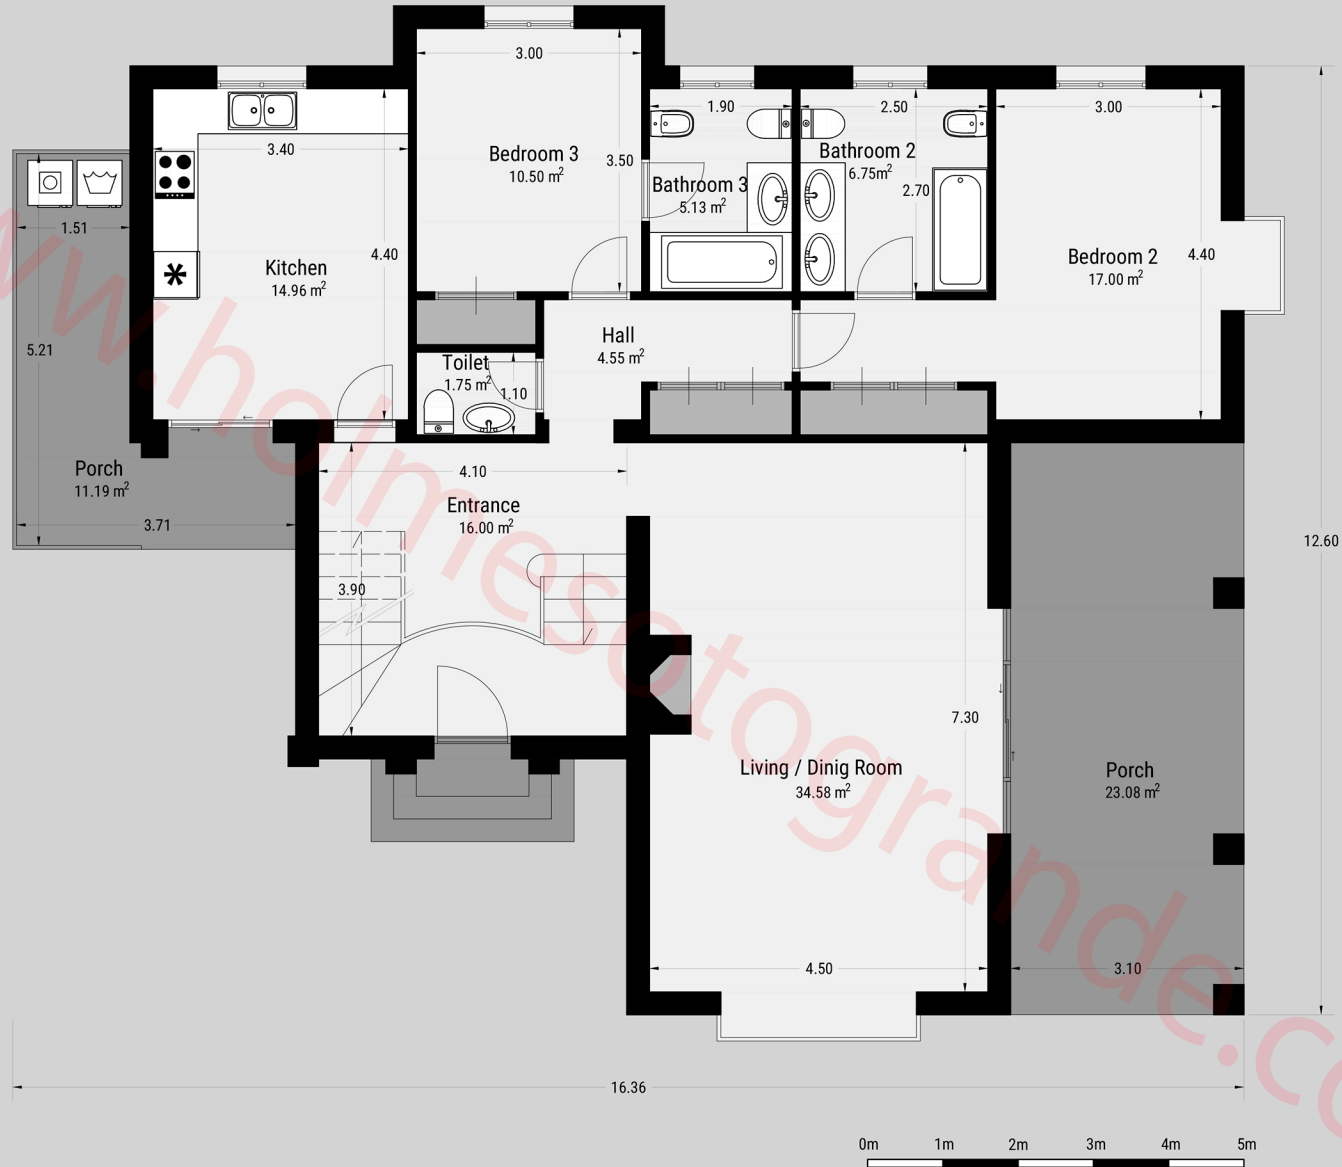 3.00
1.90
2.50
3.00
3.40
Bedroom 3
10.50 m²
3.50
Bathroom 2
6.75m²
2.70
Bathroom 3
5.13 m²
1.51
Kitchen
14.96 m²
4.40
Bedroom 2
17.00 m²
4.40
Hall
4.55 m²
5.21
Toilet
1.75 m²
1.10
Porch
11.19 m²
3.71
4.10
Entrance
16.00 m²
3.90
12.60
7.30
Living / Dinig Room
34.58 m²
Porch
23.08 m²
4.50
3.10
16.36
0m 1m 2m 3m 4m 5m
www.holmesotogrande.co